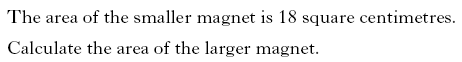 The area of the smaller magnet is 18 square centimetres.
Calculate the area of the larger magnet.